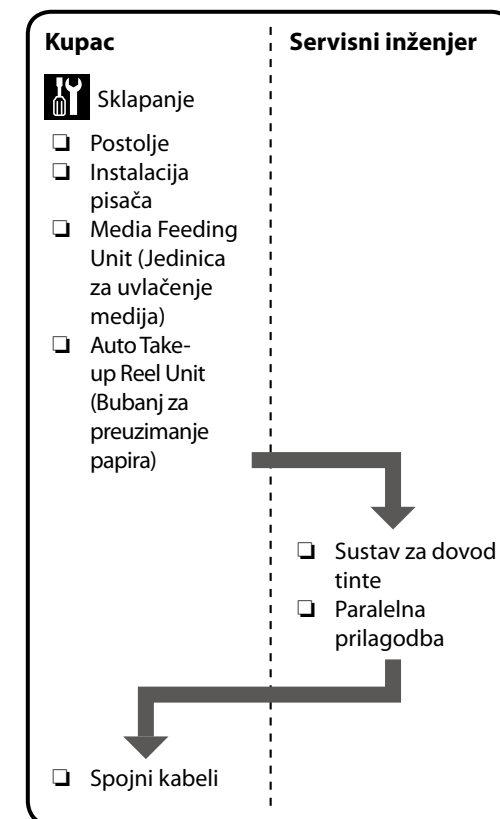 Kupac
Servisni inženjer
Sklapanje
❏ Postolje
❏ Instalacija
pisača
❏ Media Feeding
Unit (Jedinica
za uvlačenje
medija)
❏ Auto Take-
up Reel Unit
(Bubanj za
preuzimanje
papira)
❏ Sustav za dovod
tinte
❏ Paralelna
prilagodba
❏ Spojni kabeli